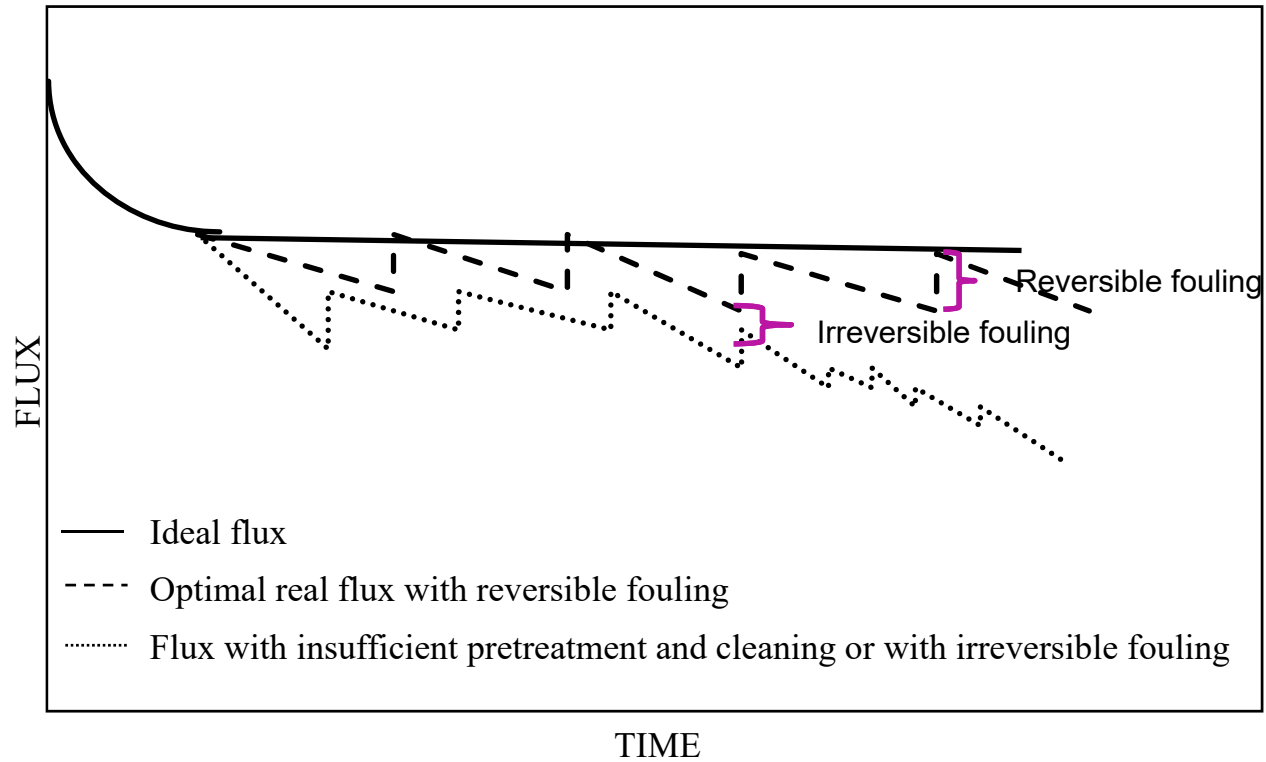 Reversible fouling
Irreversible fouling
FLUX
Ideal flux
Optimal real flux with reversible fouling
Flux with insufficient pretreatment and cleaning or with irreversible fouling
TIME